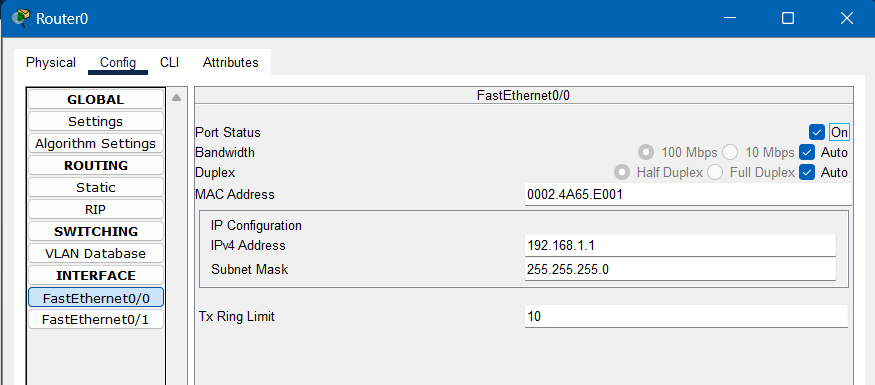 Router0
Physical Config CLI Attributes
GLOBAL
Settings
Algorithm Settings
ROUTING
Static
RIP
SWITCHING
VLAN Database
INTERFACE
FastEthernet0/0
FastEthernet0/1
FastEthernet0/0
Port Status On
Bandwidth 100 Mbps 10 Mbps Auto
Duplex Half Duplex Full Duplex Auto
MAC Address 0002.4A65.E001
IP Configuration
IPv4 Address 192.168.1.1
Subnet Mask 255.255.255.0
Tx Ring Limit 10